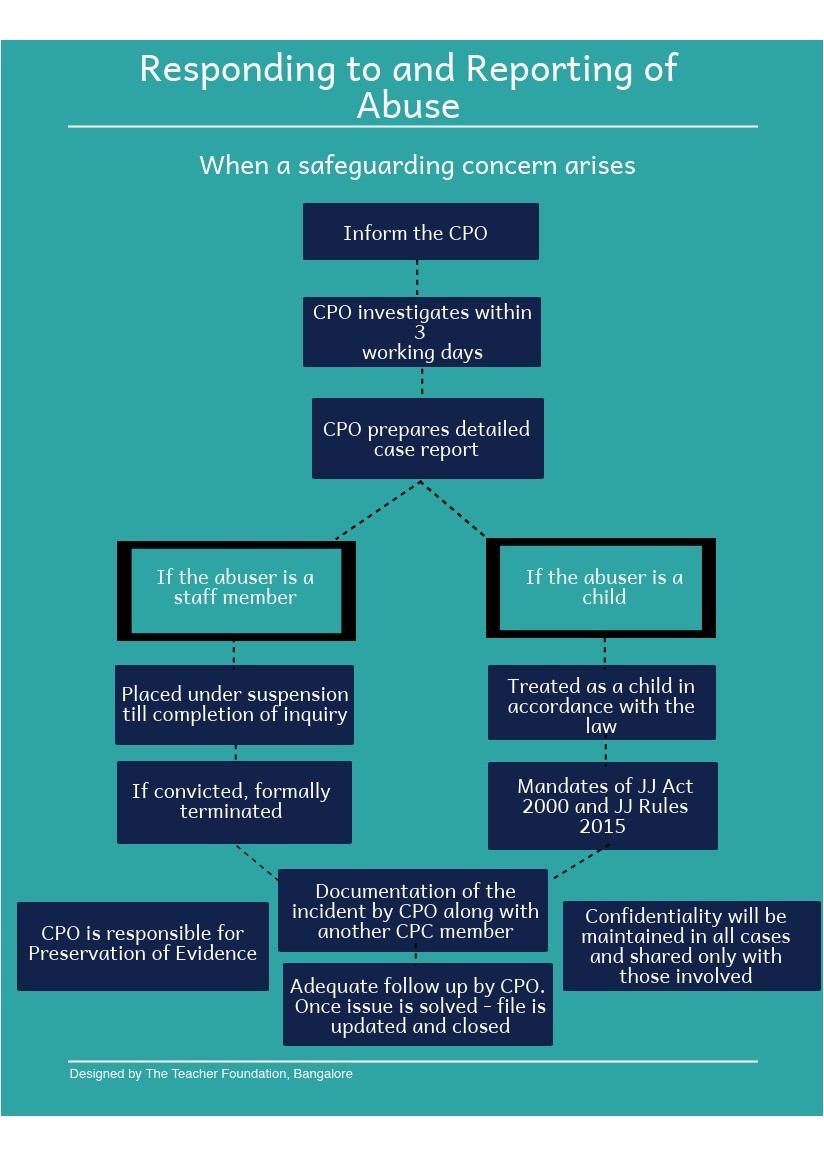 Responding to and Reporting of
Abuse
When a safeguarding concern arises
Inform the CPO
CPO investigates within
3
working days
CPO prepares detailed
case report
If the abuser is a
staff member
If the abuser is a
child
Placed under suspension
till completion of inquiry
Treated as a child in
accordance with the
law
If convicted, formally
terminated
Mandates of JJ Act
2000 and JJ Rules
2015
Documentation of the
incident by CPO along with
another CPC member
CPO is responsible for
Preservation of Evidence
Confidentiality will be
maintained in all cases
and shared only with
those involved
Adequate follow up by CPO.
Once issue is solved - file is
updated and closed
Designed by The Teacher Foundation, Bangalore